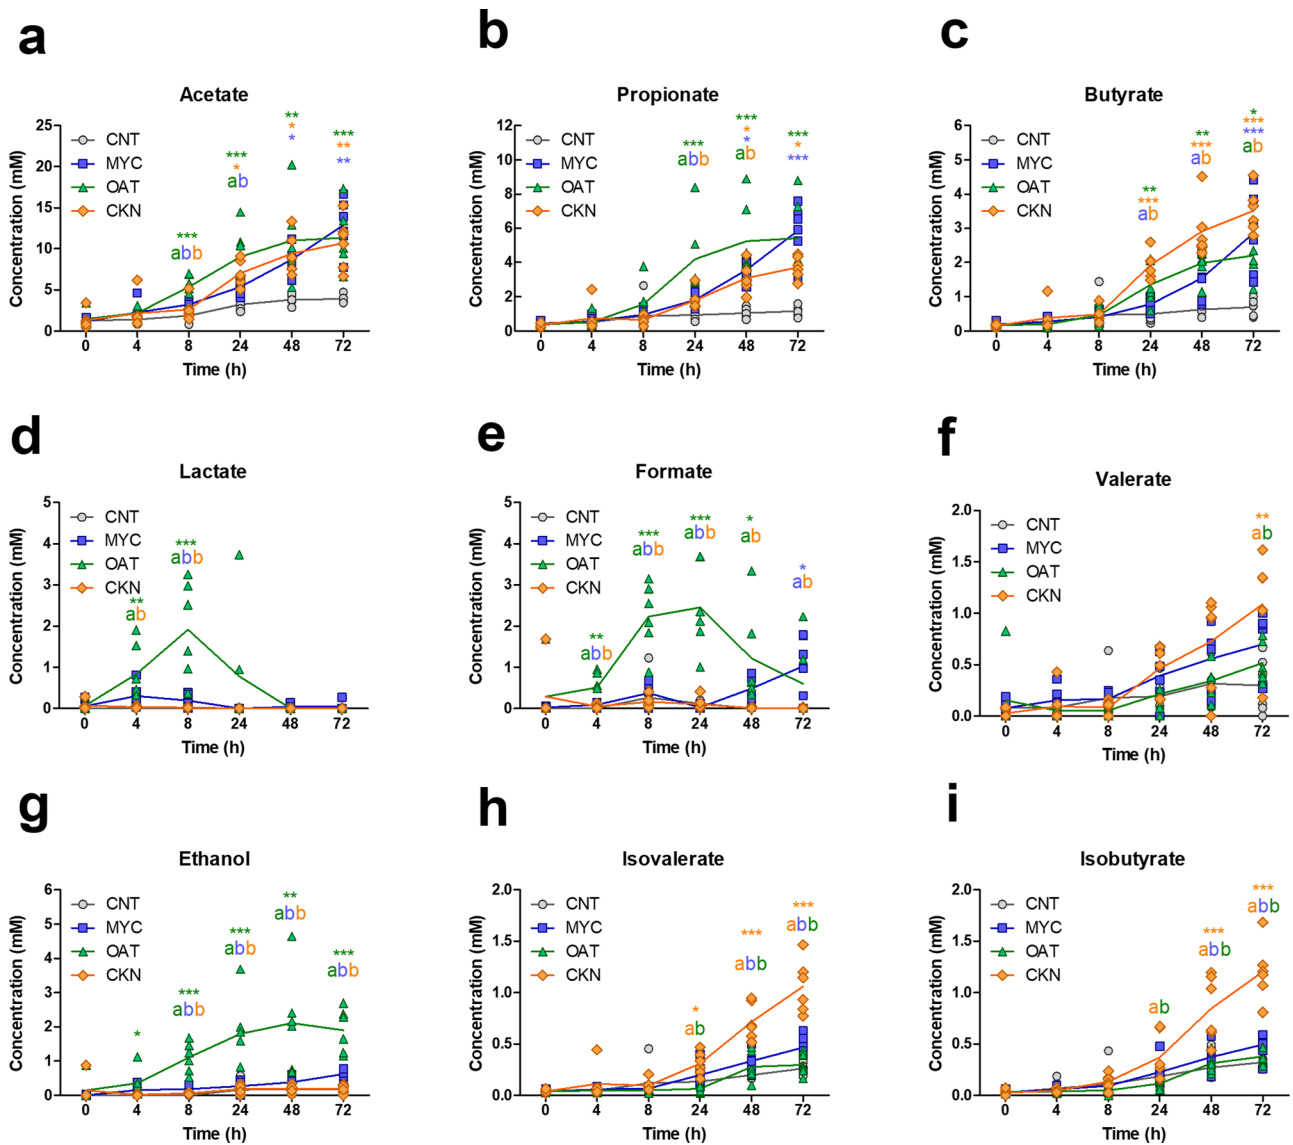 a
Acetate
Concentration (mM)
25
20
15
10
5
0
CNT
MYC
OAT
CKN
***
abb
***
*
ab
**
*
*
***
**
**
0 4 8 24 48 72
Time (h)
b
Propionate
Concentration (mM)
12
10
8
6
4
2
0
CNT
MYC
OAT
CKN
***
abb
***
*
*
ab
***
*
***
0 4 8 24 48 72
Time (h)
c
Butyrate
Concentration (mM)
6
5
4
3
2
1
0
CNT
MYC
OAT
CKN
**
***
ab
**
***
ab
*
***
***
ab
0 4 8 24 48 72
Time (h)
d
Lactate
Concentration (mM)
5
4
3
2
1
0
CNT
MYC
OAT
CKN
**
ab
***
abb
0 4 8 24 48 72
Time (h)
e
Formate
Concentration (mM)
5
4
3
2
1
0
CNT
MYC
OAT
CKN
**
abb
***
abb
***
abb
*
ab
*
ab
0 4 8 24 48 72
Time (h)
f
Valerate
Concentration (mM)
2.0
1.5
1.0
0.5
0.0
CNT
MYC
OAT
CKN
**
ab
0 4 8 24 48 72
Time (h)
g
Ethanol
Concentration (mM)
6
5
4
3
2
1
0
CNT
MYC
OAT
CKN
*
***
abb
***
abb
**
abb
***
abb
0 4 8 24 48 72
Time (h)
h
Isovalerate
Concentration (mM)
2.0
1.5
1.0
0.5
0.0
CNT
MYC
OAT
CKN
*
ab
***
abb
***
abb
0 4 8 24 48 72
Time (h)
i
Isobutyrate
Concentration (mM)
2.0
1.5
1.0
0.5
0.0
CNT
MYC
OAT
CKN
ab
***
abb
***
abb
0 4 8 24 48 72
Time (h)